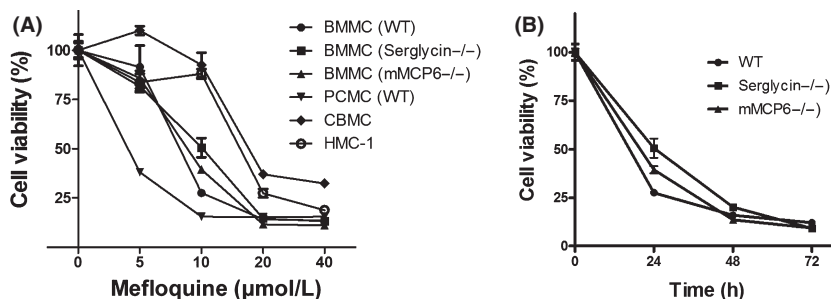 (A)
Cell viability (%)
100
75
50
25
0
5
10
20
40
Mefloquine (µmol/L)
BMMC (WT)
BMMC (Serglycin−/−)
BMMC (mMCP6−/−)
PCMC (WT)
CBMC
HMC-1
(B)
Cell viability (%)
100
75
50
25
0
0
24
48
72
Time (h)
WT
Serglycin−/−)
mMCP6−/−)